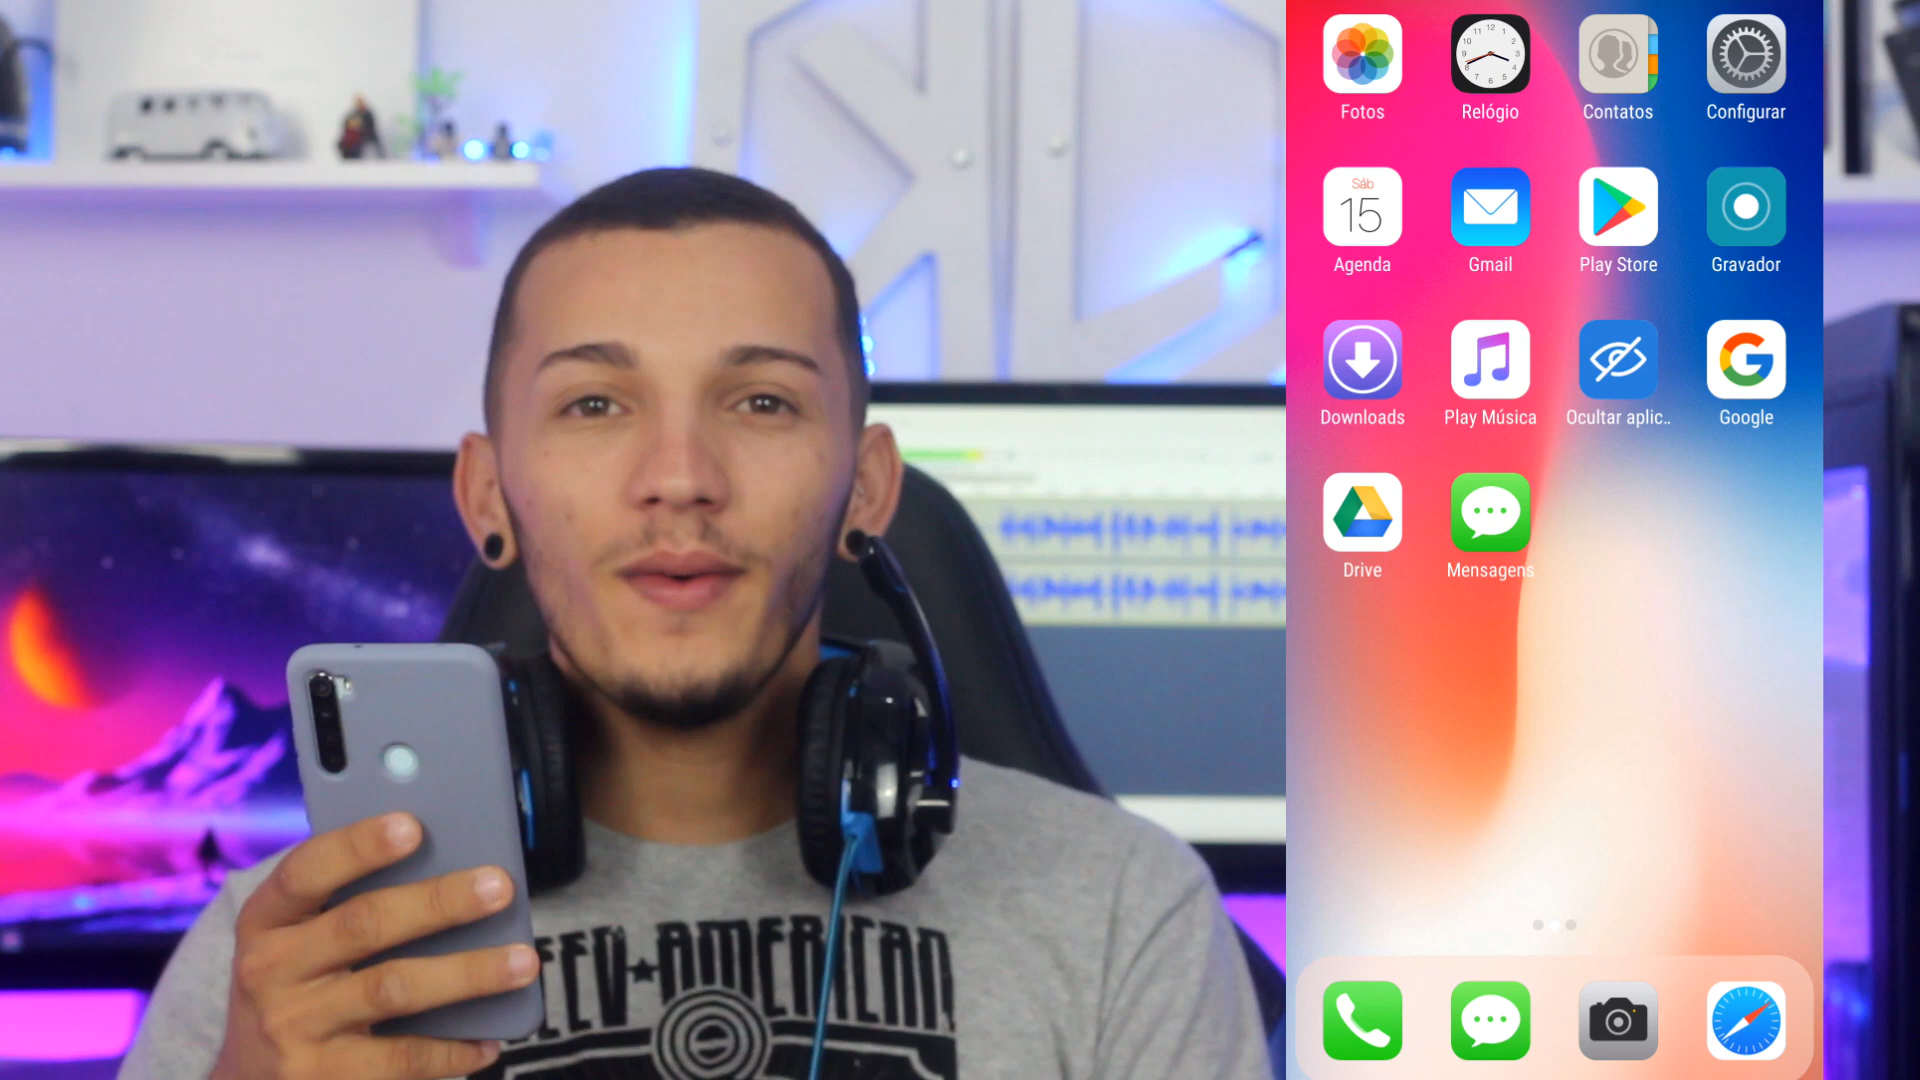 Fotos
Relógio
Contatos
Configurar
Sáb
15
Agenda
Gmail
Play Store
Gravador
Downloads
Play Música
Ocultar aplic..
Google
Drive
Mensagens
AMERICAN